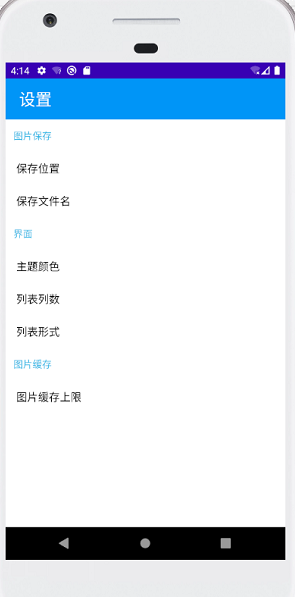 4:14
设置
图片保存
保存位置
保存文件名
界面
主题颜色
列表列数
列表形式
图片缓存
图片缓存上限